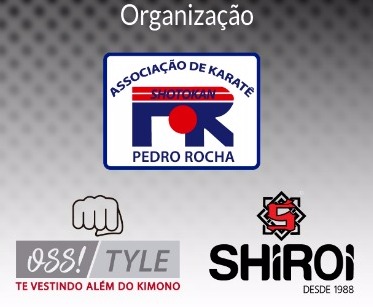 Organização
ASSOCIAÇÃO DE KARATÊ
SHOTOKAN
PR
PEDRO ROCHA
OSS!/TYLE
TE VESTINDO ALÉM DO KIMONO
S
SHIROI
DESDE 1988